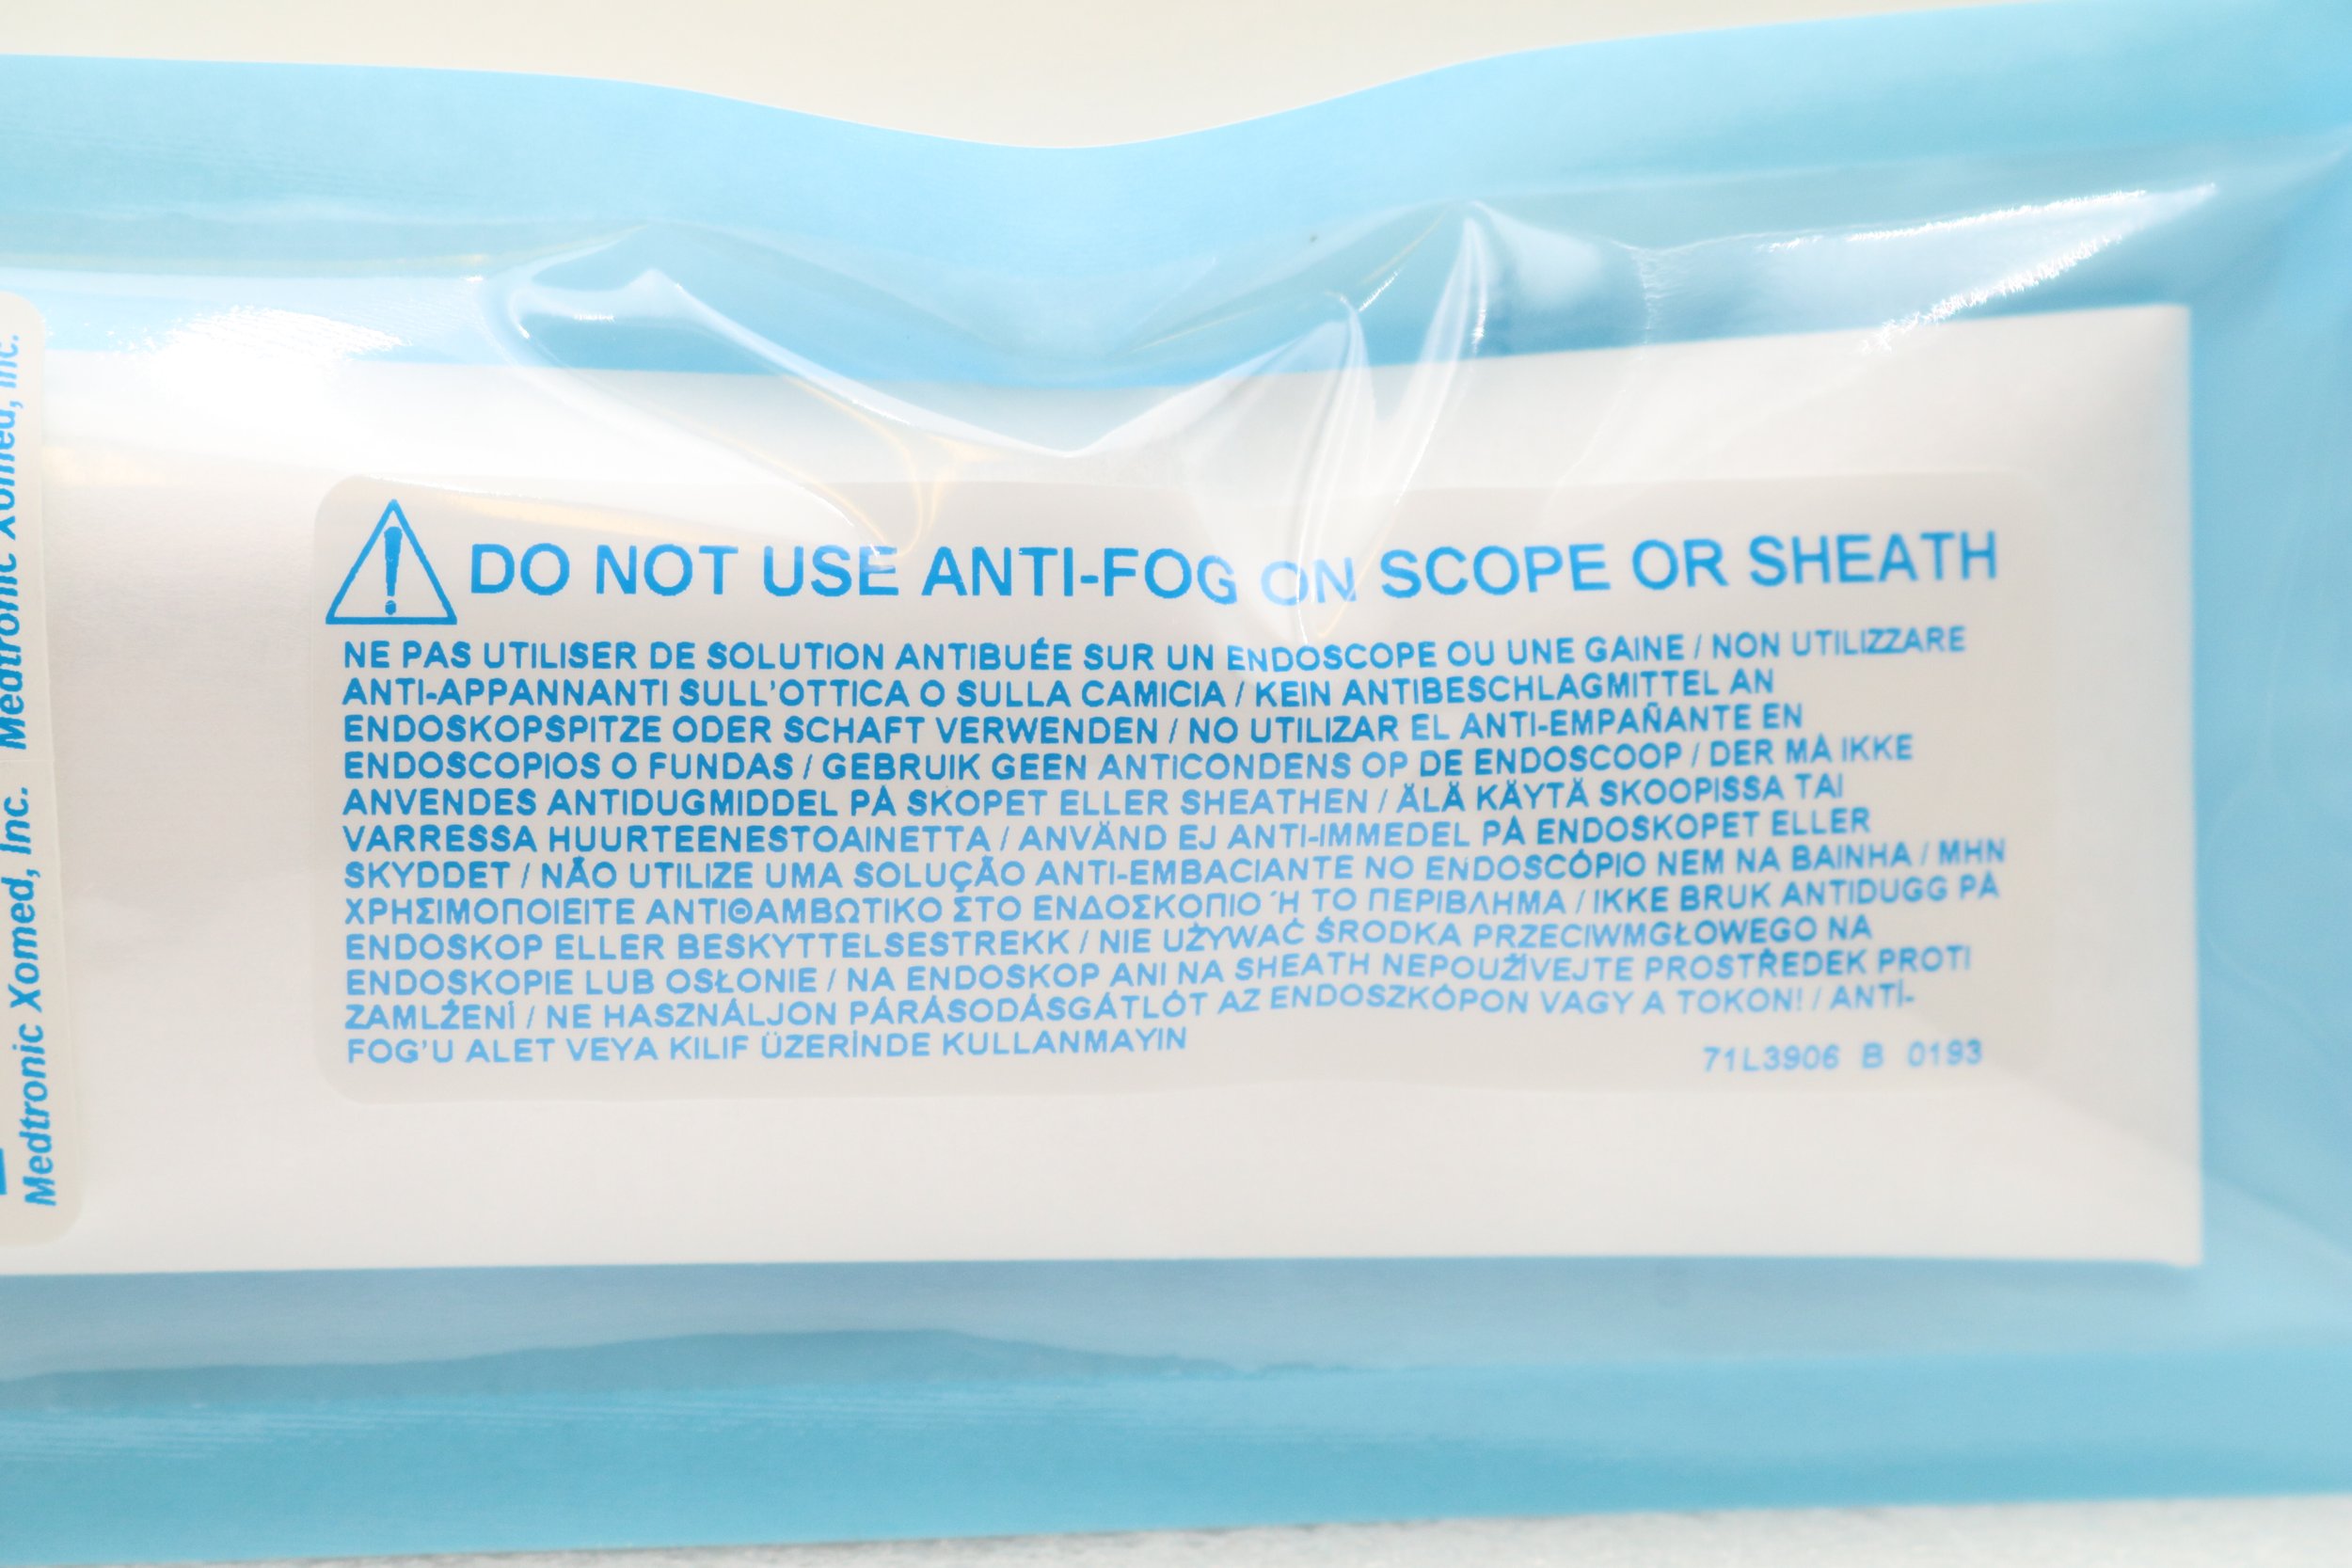 DO NOT USE ANTI-FOG ON SCOPE OR SHEATH
NE PAS UTILISER DE SOLUTION ANTIBUÉE SUR UN ENDOSCOPE OU UNE GAINE / NON UTILIZZARE
ANTI-APPANNANTI SULL'OTTICA O SULLA CAMICIA / KEIN ANTIBESCHLAGMITTEL AN
ENDOSKOPSPITZE ODER SCHAFT VERWENDEN / NO UTILIZAR EL ANTI-EMPAÑANTE EN
ENDOSCOPIOS O FUNDAS / GEBRUIK GEEN ANTICONDENS OP DE ENDOSCOOP / DER MÅ IKKE
ANVENDES ANTIDUGMIDDEL PÅ SKOPET ELLER SHEATHEN / ÄLÄ KÄYTÄ SKOOPISSA TAI
VARRESSA HUURTEENESTOAINETTA / ANVÄND EJ ANTI-IMMEDEL PÅ ENDOSKOPET ELLER
SKYDDET / NÃO UTILIZE UMA SOLUÇÃO ANTI-EMBACIANTE NO ENDOSCÓPIO NEM NA BAINHA / ΜΗΝ
ΧΡΗΣΙΜΟΠΟΙΕΙΤΕ ΑΝΤΙΘΑΜΒΩΤΙΚΟ ΣΤΟ ΕΝΔΟΣΚΟΠΙΟ Ή ΤΟ ΠΕΡΙΒΛΗΜΑ / IKKE BRUK ANTIDUGG PÅ
ENDOSKOP ELLER BESKYTTELSESTREKK / NIE UŻYWAĆ ŚRODKA PRZECIWMGŁOWEGO NA
ENDOSKOPIE LUB OSŁONIE / NA ENDOSKOP ANI NA SHEATH NEPOUŽÍVEJTE PROSTŘEDEK PROTI
ZAMLŽENÍ / NE HASZNÁLJON PÁRÁSODÁSGÁTLÓT AZ ENDOSZKÓPON VAGY A TOKON! / ANTİ-
FOG'U ALET VEYA KILIF ÜZERİNDE KULLANMAYIN
71L3906 B 0193
Medtronic Xomed, Inc. Medtronic Xomed, Inc.